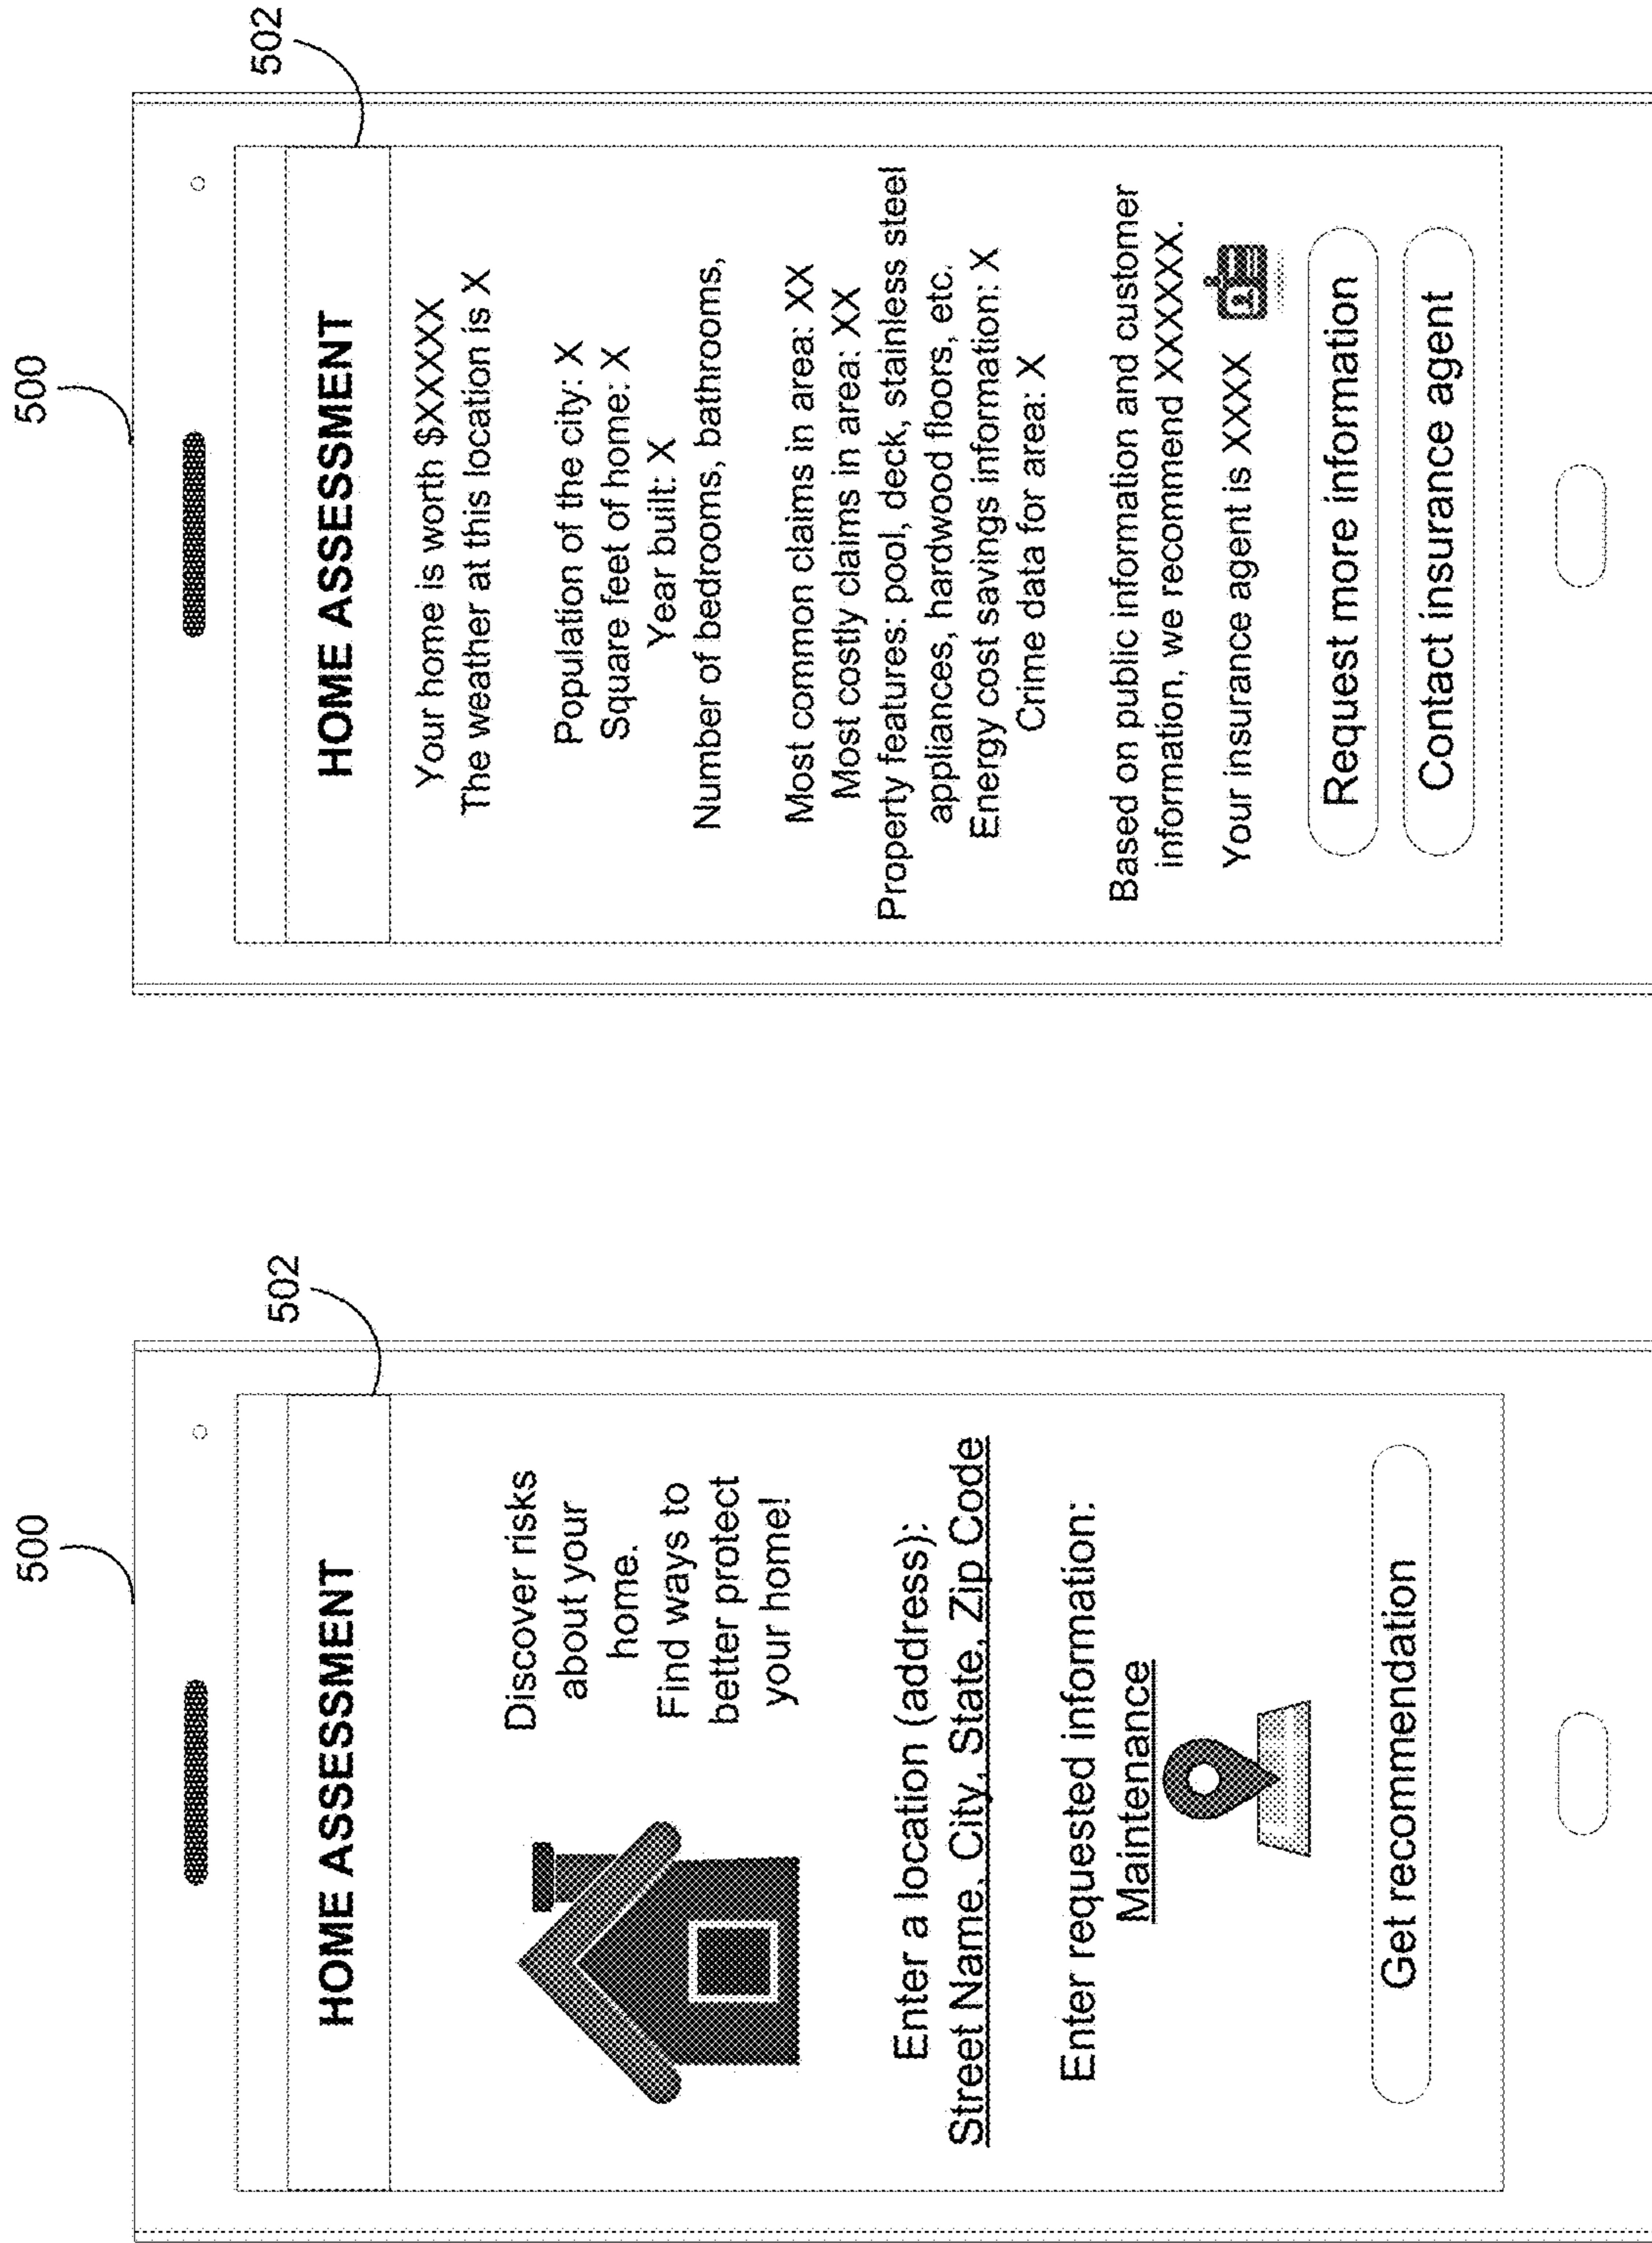 500
502
HOME ASSESSMENT
Discover risks
about your
home.
Find ways to
better protect
your home!
Enter a location (address):
Street Name, City, State, Zip Code
Enter requested information:
Maintenance
Get recommendation
500
502
HOME ASSESSMENT
Your home is worth $XXXXX
The weather at this location is X
Population of the city: X
Square feet of home: X
Year built: X
Number of bedrooms, bathrooms,
Most common claims in area: XX
Most costly claims in area: XX
Property features: pool, deck, stainless steel
appliances, hardwood floors, etc.
Energy cost savings information: X
Crime data for area: X
Based on public information and customer
information, we recommend XXXXXX.
Your insurance agent is XXXX
Request more information
Contact insurance agent